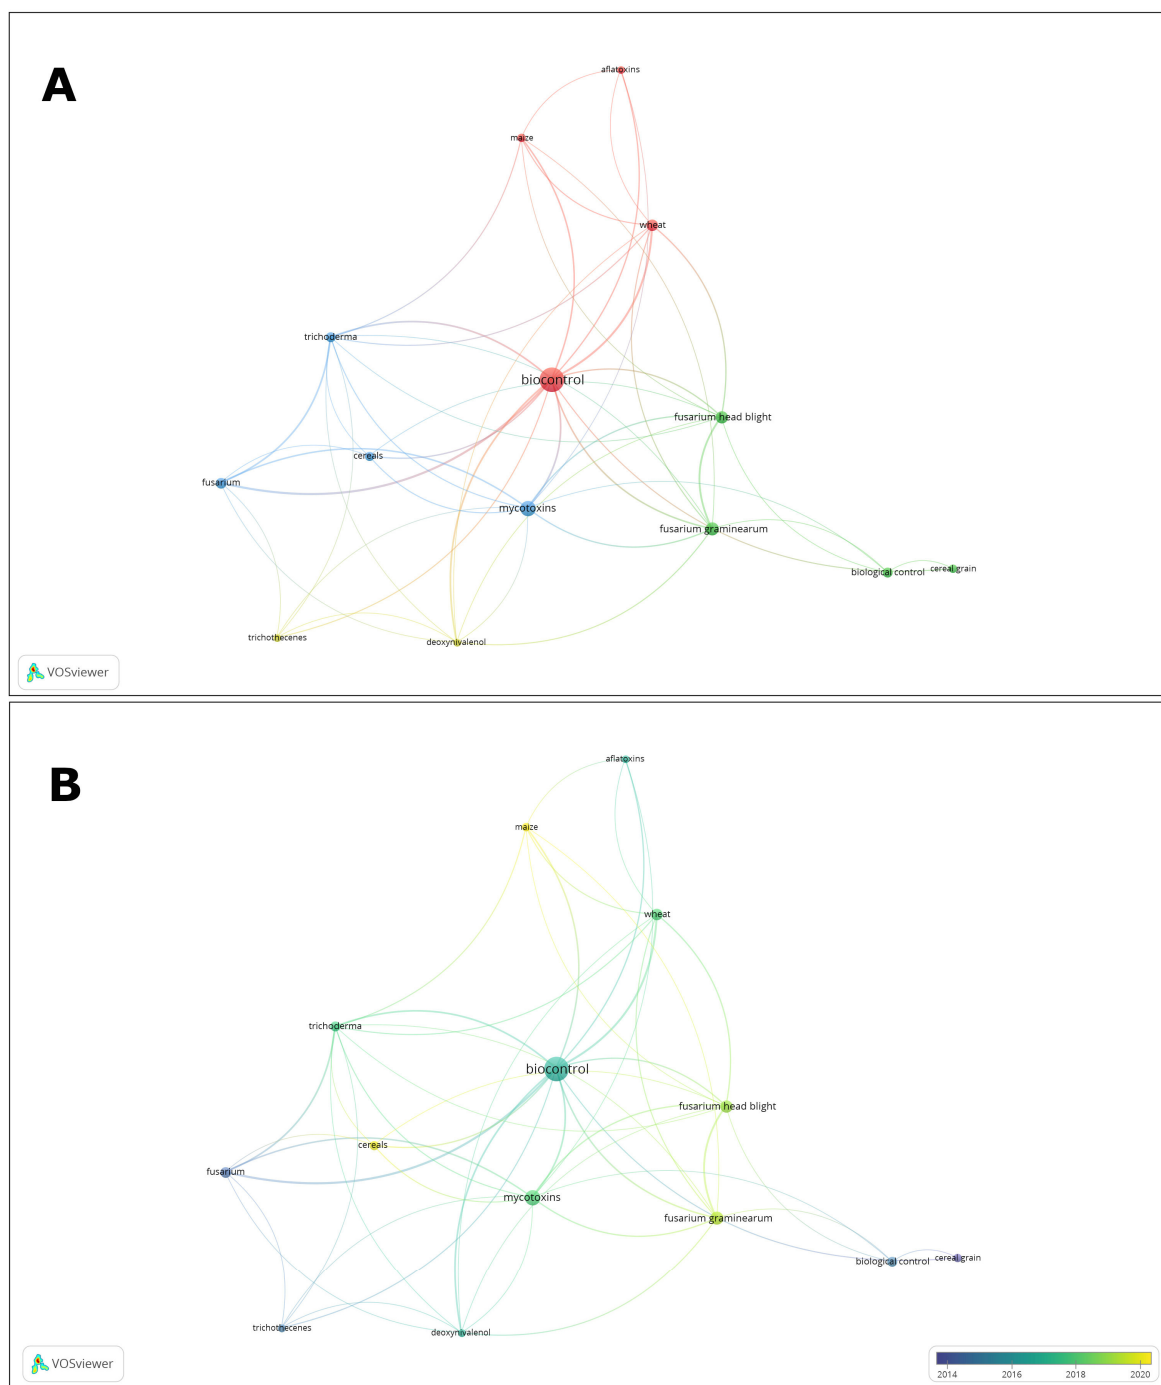 A
aflatoxins
maize
wheat
trichoderma
biocontrol
fusarium head blight
cereals
fusarium
mycotoxins
fusarium graminearum
biological control
cereal grain
trichothecenes
deoxynivalenol
VOSviewer
B
aflatoxins
maize
wheat
trichoderma
biocontrol
fusarium head blight
cereals
fusarium
mycotoxins
fusarium graminearum
biological control
cereal grain
trichothecenes
deoxynivalenol
VOSviewer
2014 2016 2018 2020